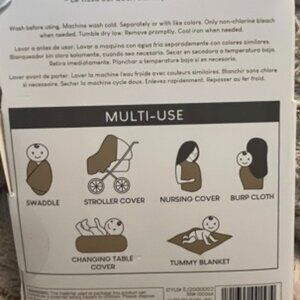 Wash before using. Machine wash cold. Separately or with like colors. Only non-chlorine bleach
when needed. Tumble dry low. Remove promptly. Cool iron when needed.
Lavar a antes de usar. Lavar a maquina con agua fría separadamente con colores similares.
Blanqueador sin cloro solamente, cuando sea necesario. Secar en secadora a temperatura baja.
Retira inmediatamente. Planchar a temperatura baja si es necesario.
Laver avant de porter. Laver la machine l'eau froide avec couleurs similaires. Blanchir sans chlore
si necessaire. Secher la machine cycle doux. Enlevez rapidement. Repasser au fer froid.
MULTI-USE
SWADDLE
STROLLER COVER
NURSING COVER
BURP CLOTH
CHANGING TABLE
COVER
TUMMY BLANKET